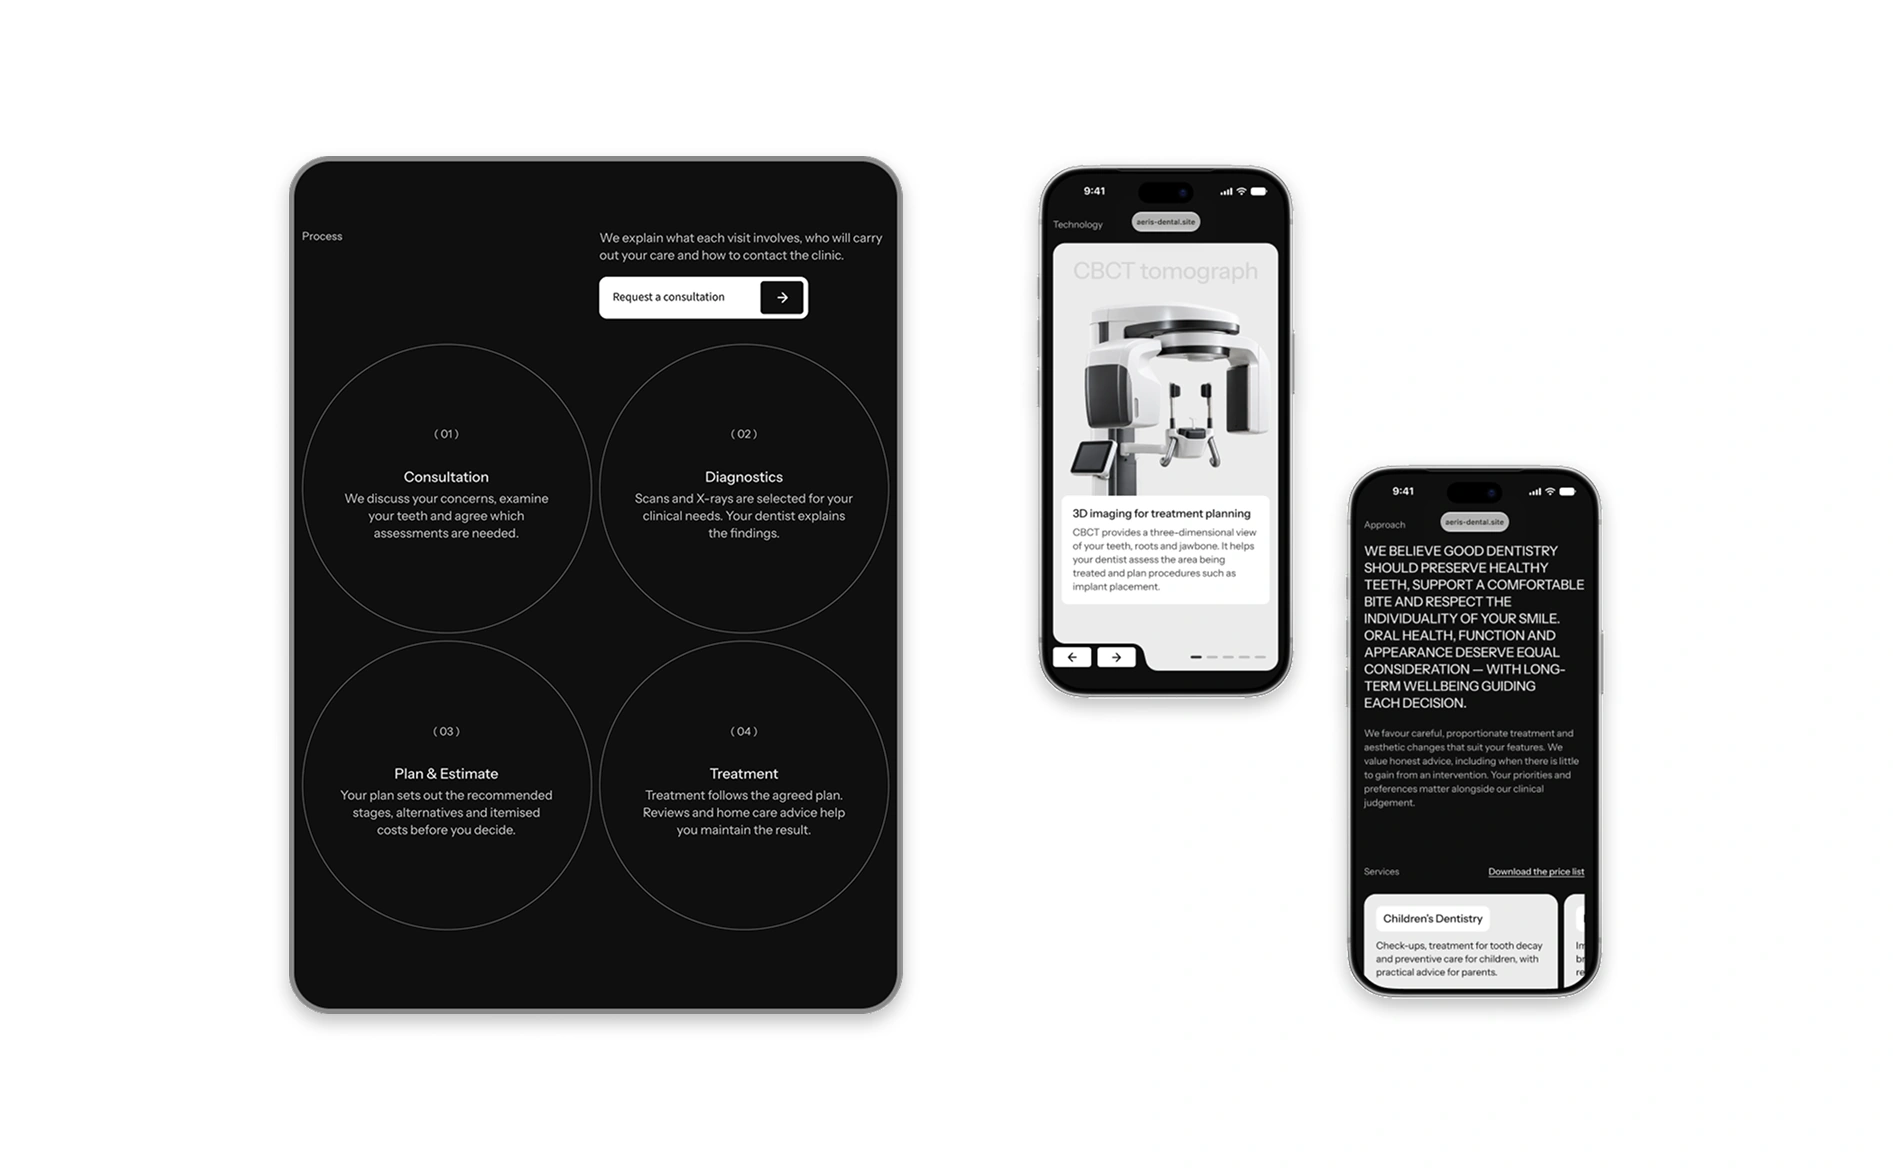 Process
We explain what each visit involves, who will carry
out your care and how to contact the clinic.
Request a consultation
( 01 )
Consultation
We discuss your concerns, examine
your teeth and agree which
assessments are needed.
( 02 )
Diagnostics
Scans and X-rays are selected for your
clinical needs. Your dentist explains
the findings.
( 03 )
Plan & Estimate
Your plan sets out the recommended
stages, alternatives and itemised
costs before you decide.
( 04 )
Treatment
Treatment follows the agreed plan.
Reviews and home care advice help
you maintain the result.
9:41
Technology
aeris-dental.site
CBCT tomograph
3D imaging for treatment planning
CBCT provides a three-dimensional view
of your teeth, roots and jawbone. It helps
your dentist assess the area being
treated and plan procedures such as
implant placement.
9:41
Approach
aeris-dental.site
WE BELIEVE GOOD DENTISTRY
SHOULD PRESERVE HEALTHY
TEETH, SUPPORT A COMFORTABLE
BITE AND RESPECT THE
INDIVIDUALITY OF YOUR SMILE.
ORAL HEALTH, FUNCTION AND
APPEARANCE DESERVE EQUAL
CONSIDERATION — WITH LONG-
TERM WELLBEING GUIDING
EACH DECISION.
We favour careful, proportionate treatment and
aesthetic changes that suit your features. We
value honest advice, including when there is little
to gain from an intervention. Your priorities and
preferences matter alongside our clinical
judgement.
Services
Download the price list
Children's Dentistry
Check-ups, treatment for tooth decay
and preventive care for children, with
practical advice for parents.